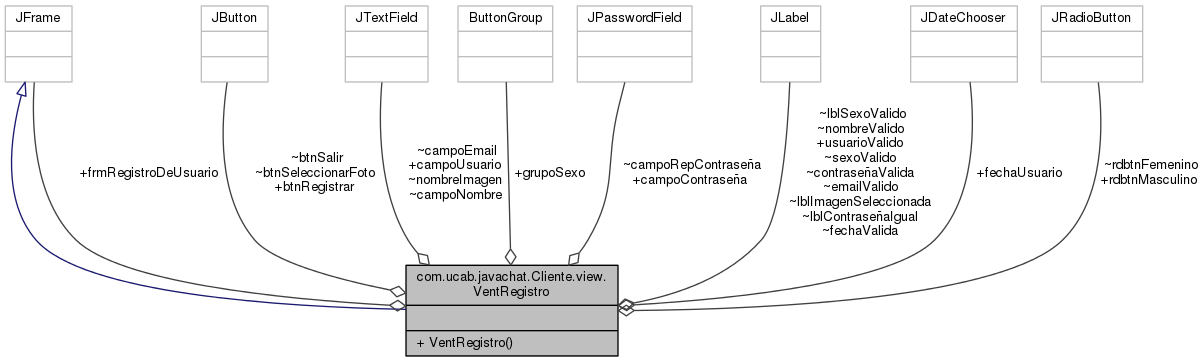 JFrame
JButton
JTextField
ButtonGroup
JPasswordField
JLabel
JDateChooser
JRadioButton
+frmRegistroDeUsuario
~btnSalir
~btnSeleccionarFoto
+btnRegistrar
~campoEmail
+campoUsuario
~nombreImagen
~campoNombre
+grupoSexo
~campoRepContraseña
+campoContraseña
~lblSexoValido
~nombreValido
+usuarioValido
~sexoValido
~contraseñaValida
~emailValido
~lblImagenSeleccionada
~lblContraseñaIgual
~fechaValida
+fechaUsuario
~rdbtnFemenino
+rdbtnMasculino
com.ucab.javachat.Cliente.view.
VentRegistro
+ VentRegistro()